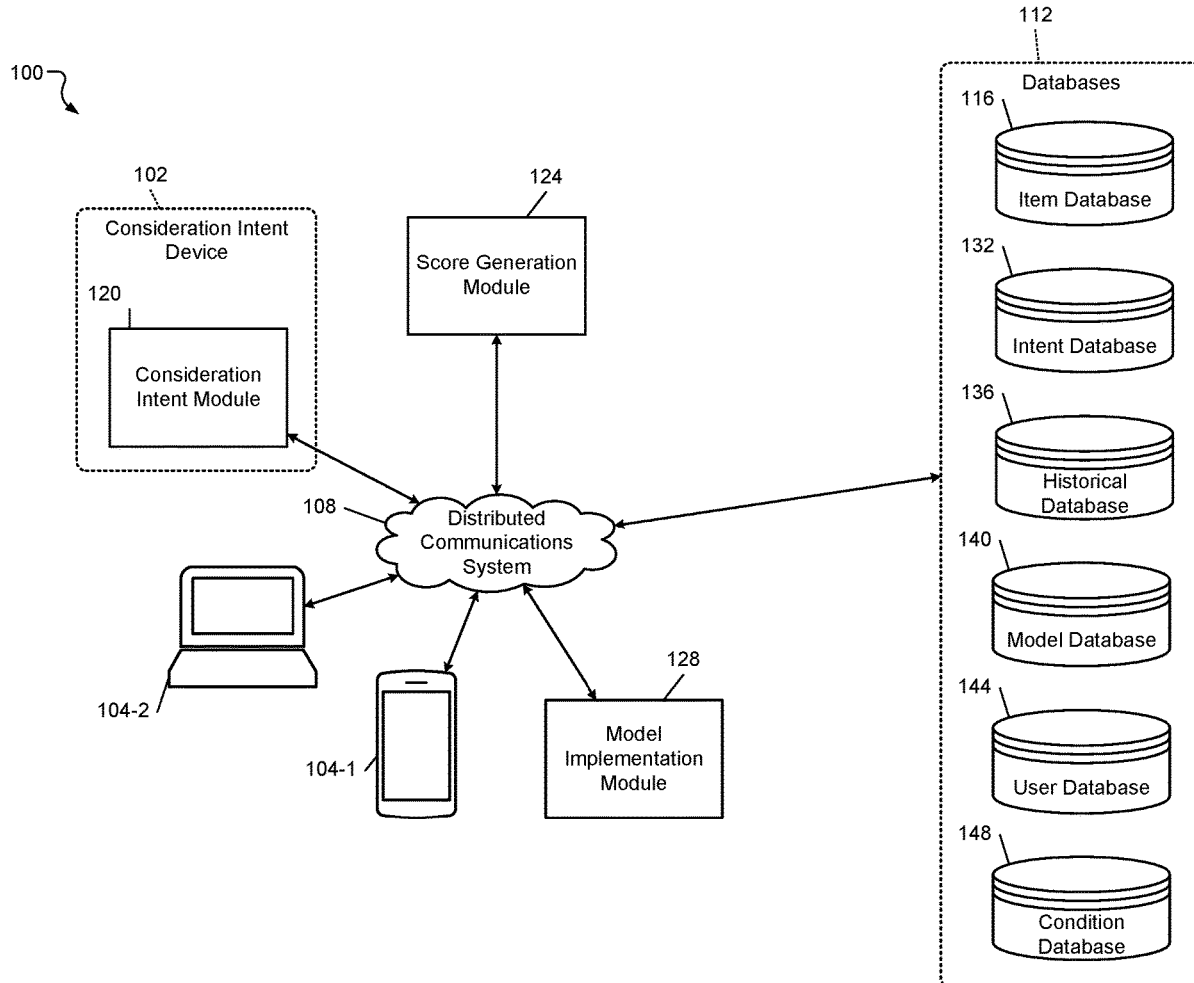 100
102
Consideration Intent
Device
120
Consideration
Intent Module
124
Score Generation
Module
108
Distributed
Communications
System
104-2
104-1
128
Model
Implementation
Module
112
Databases
116
Item Database
132
Intent Database
136
Historical
Database
140
Model Database
144
User Database
148
Condition
Database